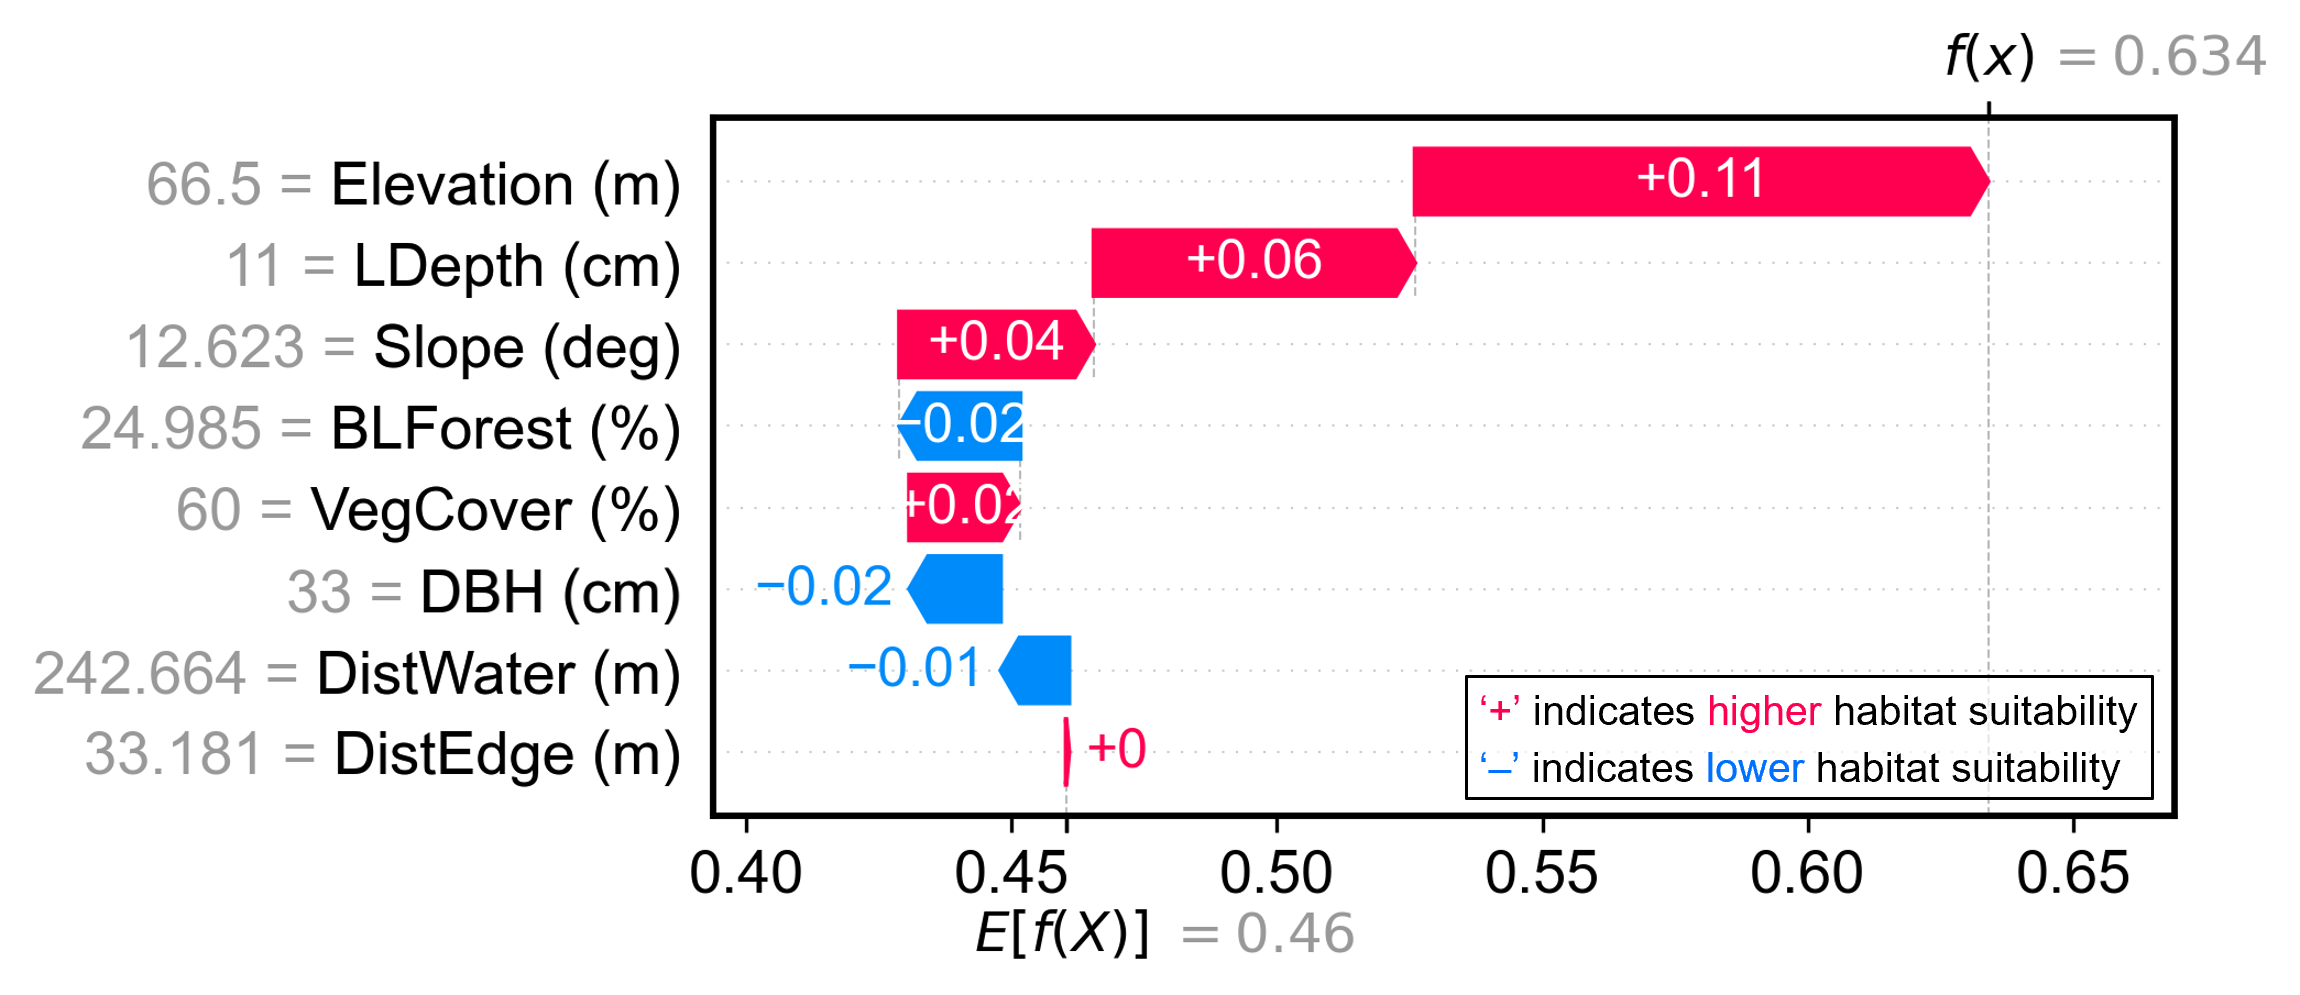 f(x) = 0.634
66.5 = Elevation (m)
+0.11
11 = LDepth (cm)
+0.06
12.623 = Slope (deg)
+0.04
24.985 = BLForest (%)
−0.02
60 = VegCover (%)
+0.02
33 = DBH (cm)
−0.02
242.664 = DistWater (m)
−0.01
33.181 = DistEdge (m)
+0
‘+’ indicates higher habitat suitability
‘–’ indicates lower habitat suitability
0.40 0.45 0.50 0.55 0.60 0.65
E[f(X)] = 0.46